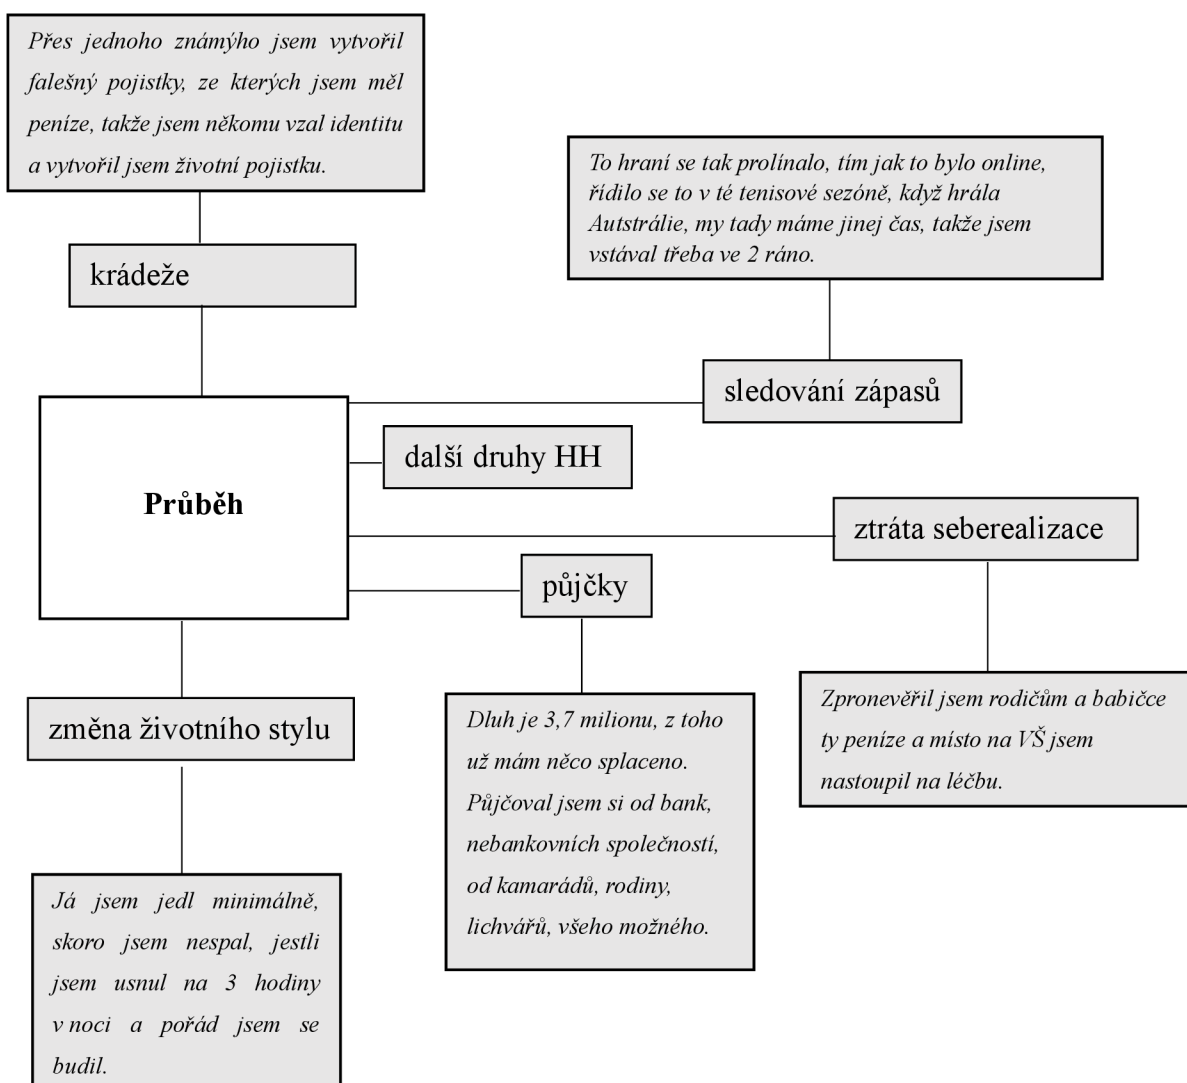 Přes jednoho známýho jsem vytvořil
falešný pojistky, ze kterých jsem měl
peníze, takže jsem někomu vzal identitu
a vytvořil jsem životní pojistku.
To hraní se tak prolínalo, tím jak to bylo online,
řídilo se to v té tenisové sezóně, když hrála
Autstrálie, my tady máme jinej čas, takže jsem
vstával třeba ve 2 ráno.
krádeže
sledování zápasů
další druhy HH
Průběh
ztráta seberealizace
půjčky
změna životního stylu
Zpronevěřil jsem rodičům a babičce
ty peníze a místo na VŠ jsem
nastoupil na léčbu.
Dluh je 3,7 milionu, z toho
už mám něco splaceno.
Půjčoval jsem si od bank,
nebankovních společností,
od kamarádů, rodiny,
lichvářů, všeho možného.
Já jsem jedl minimálně,
skoro jsem nespal, jestli
jsem usnul na 3 hodiny
v noci a pořád jsem se
budil.